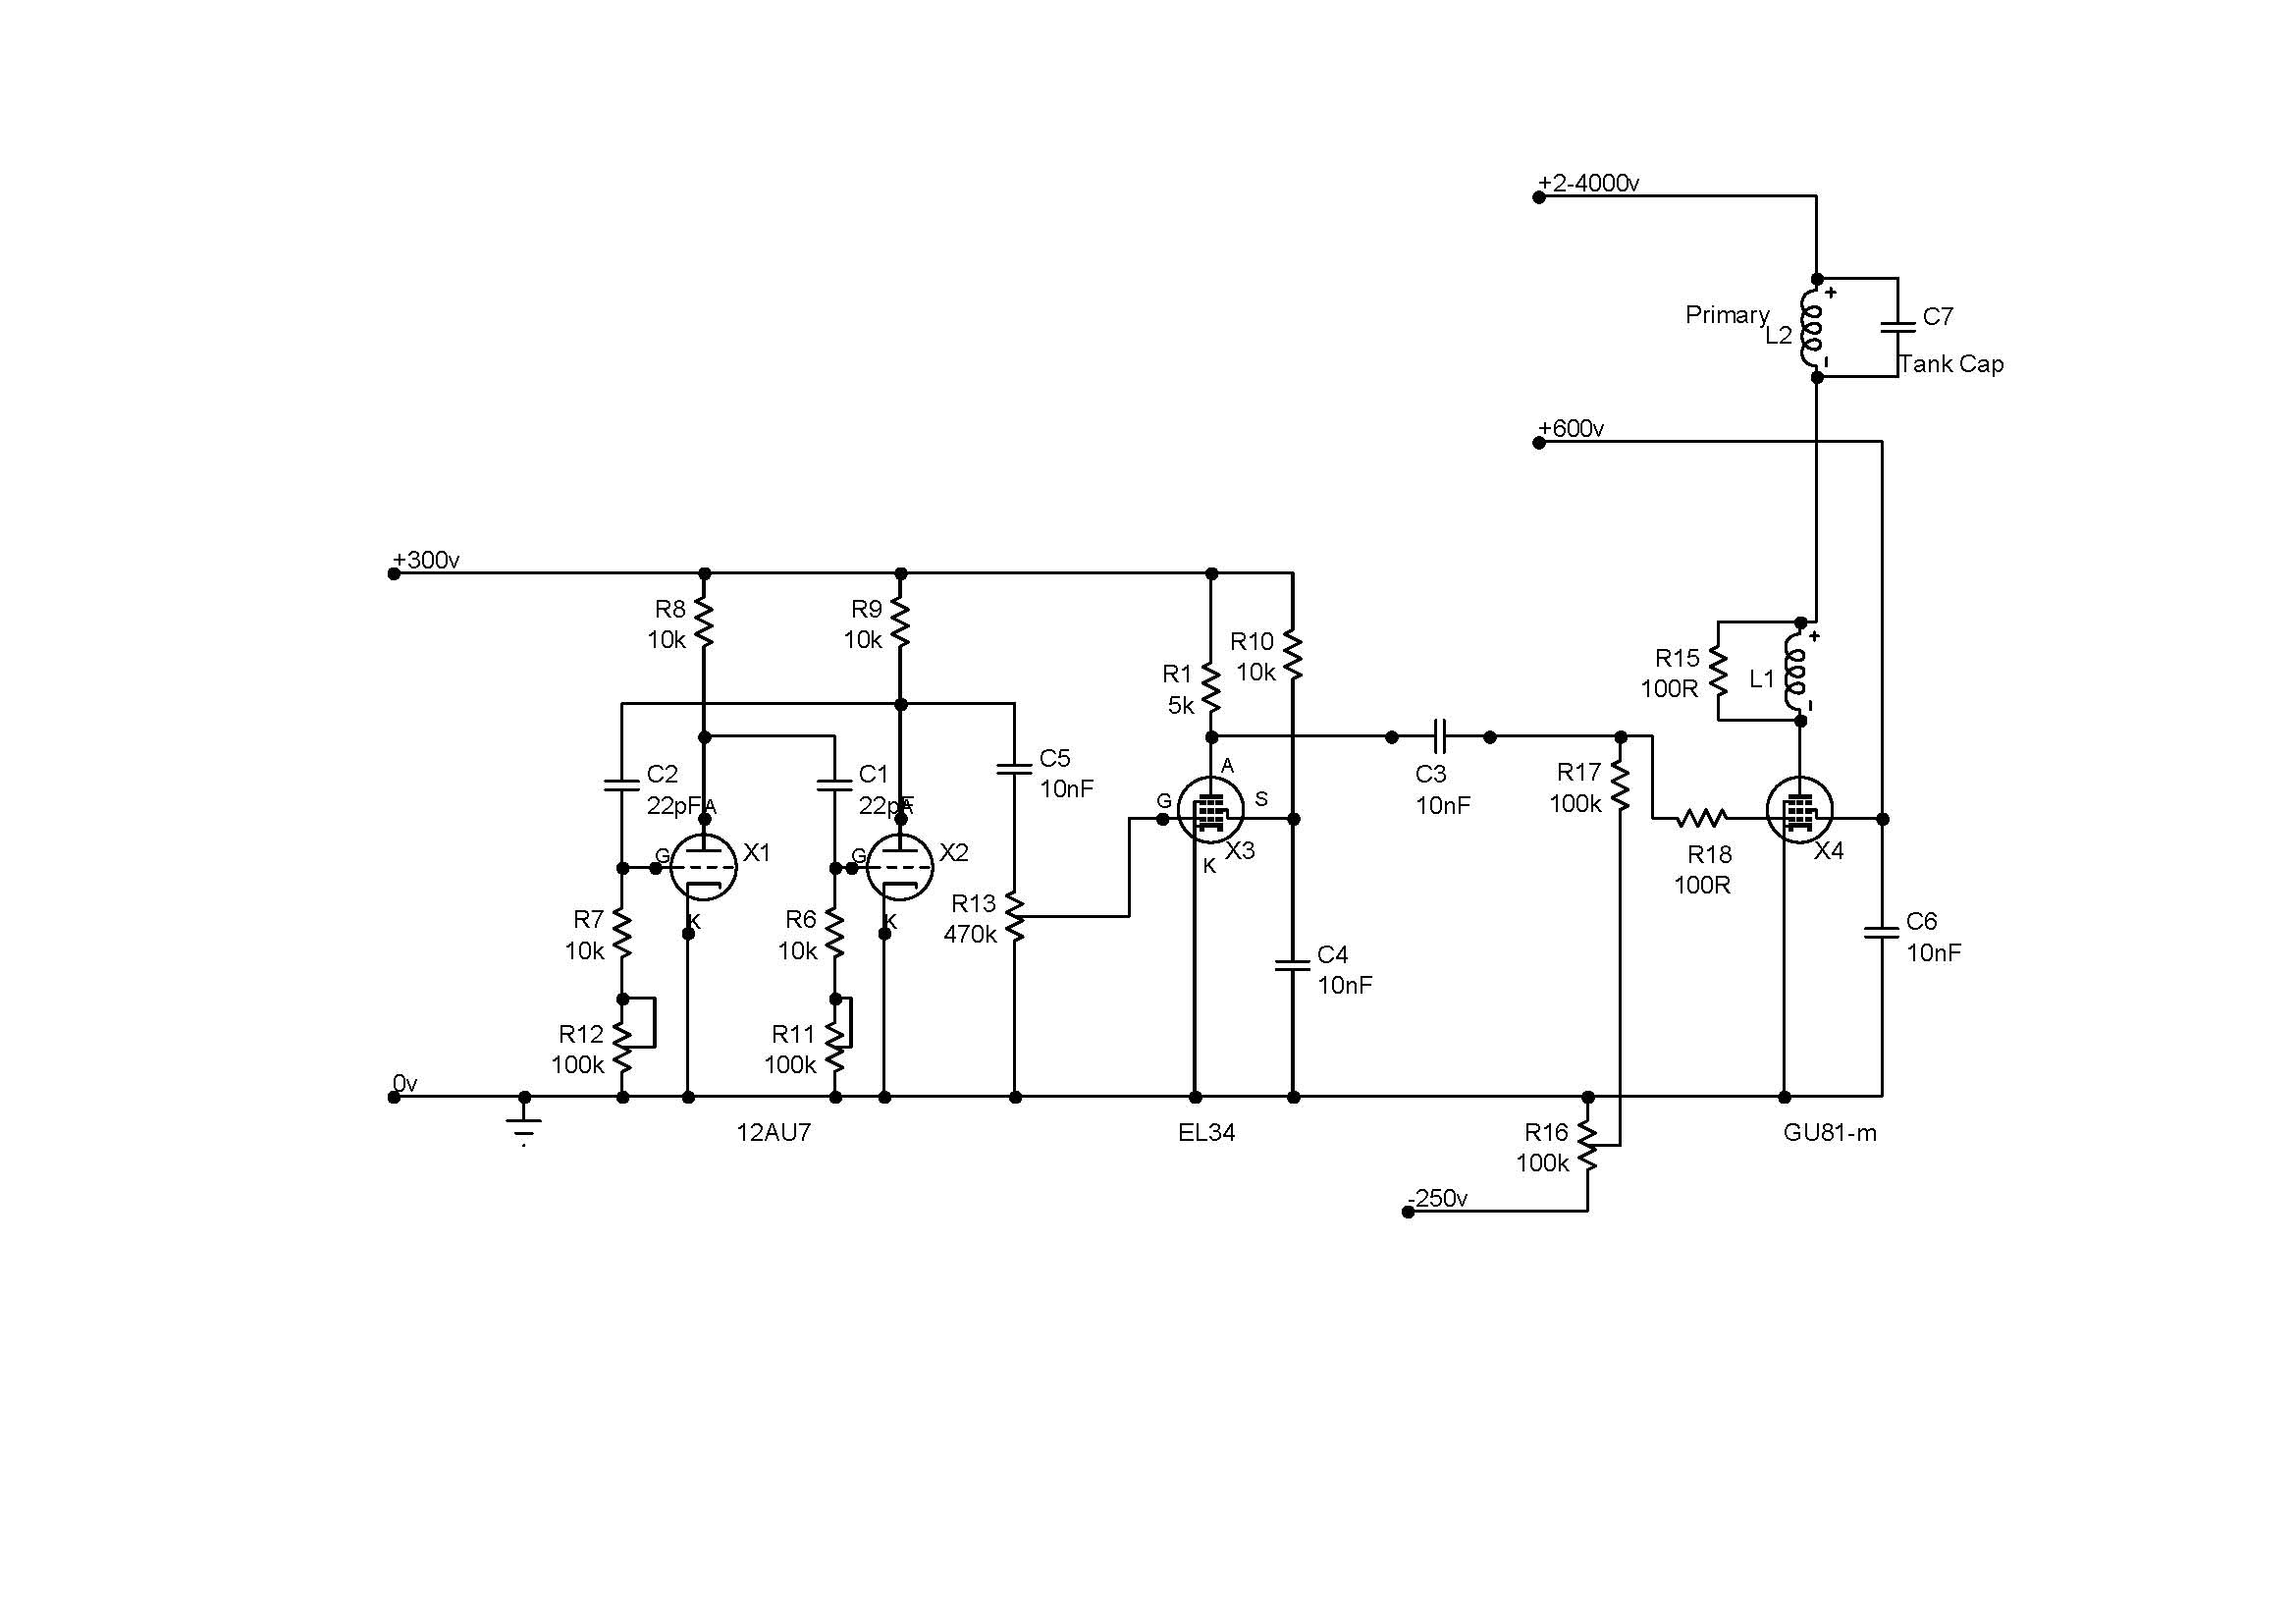 +2-4000v
+
Primary
L2
C7
-
Tank Cap
+600v
+300v
R8
10k
R9
10k
R10
10k
R1
5k
R15
100R
L1
+
-
C2
22pF
A
C1
22pF
A
C5
10nF
A
G
S
X3
K
C3
10nF
R17
100k
G
X1
K
G
X2
K
X4
R18
100R
R7
10k
R6
10k
R13
470k
C4
10nF
C6
10nF
R12
100k
R11
100k
0v
12AU7
EL34
R16
100k
GU81-m
-250v